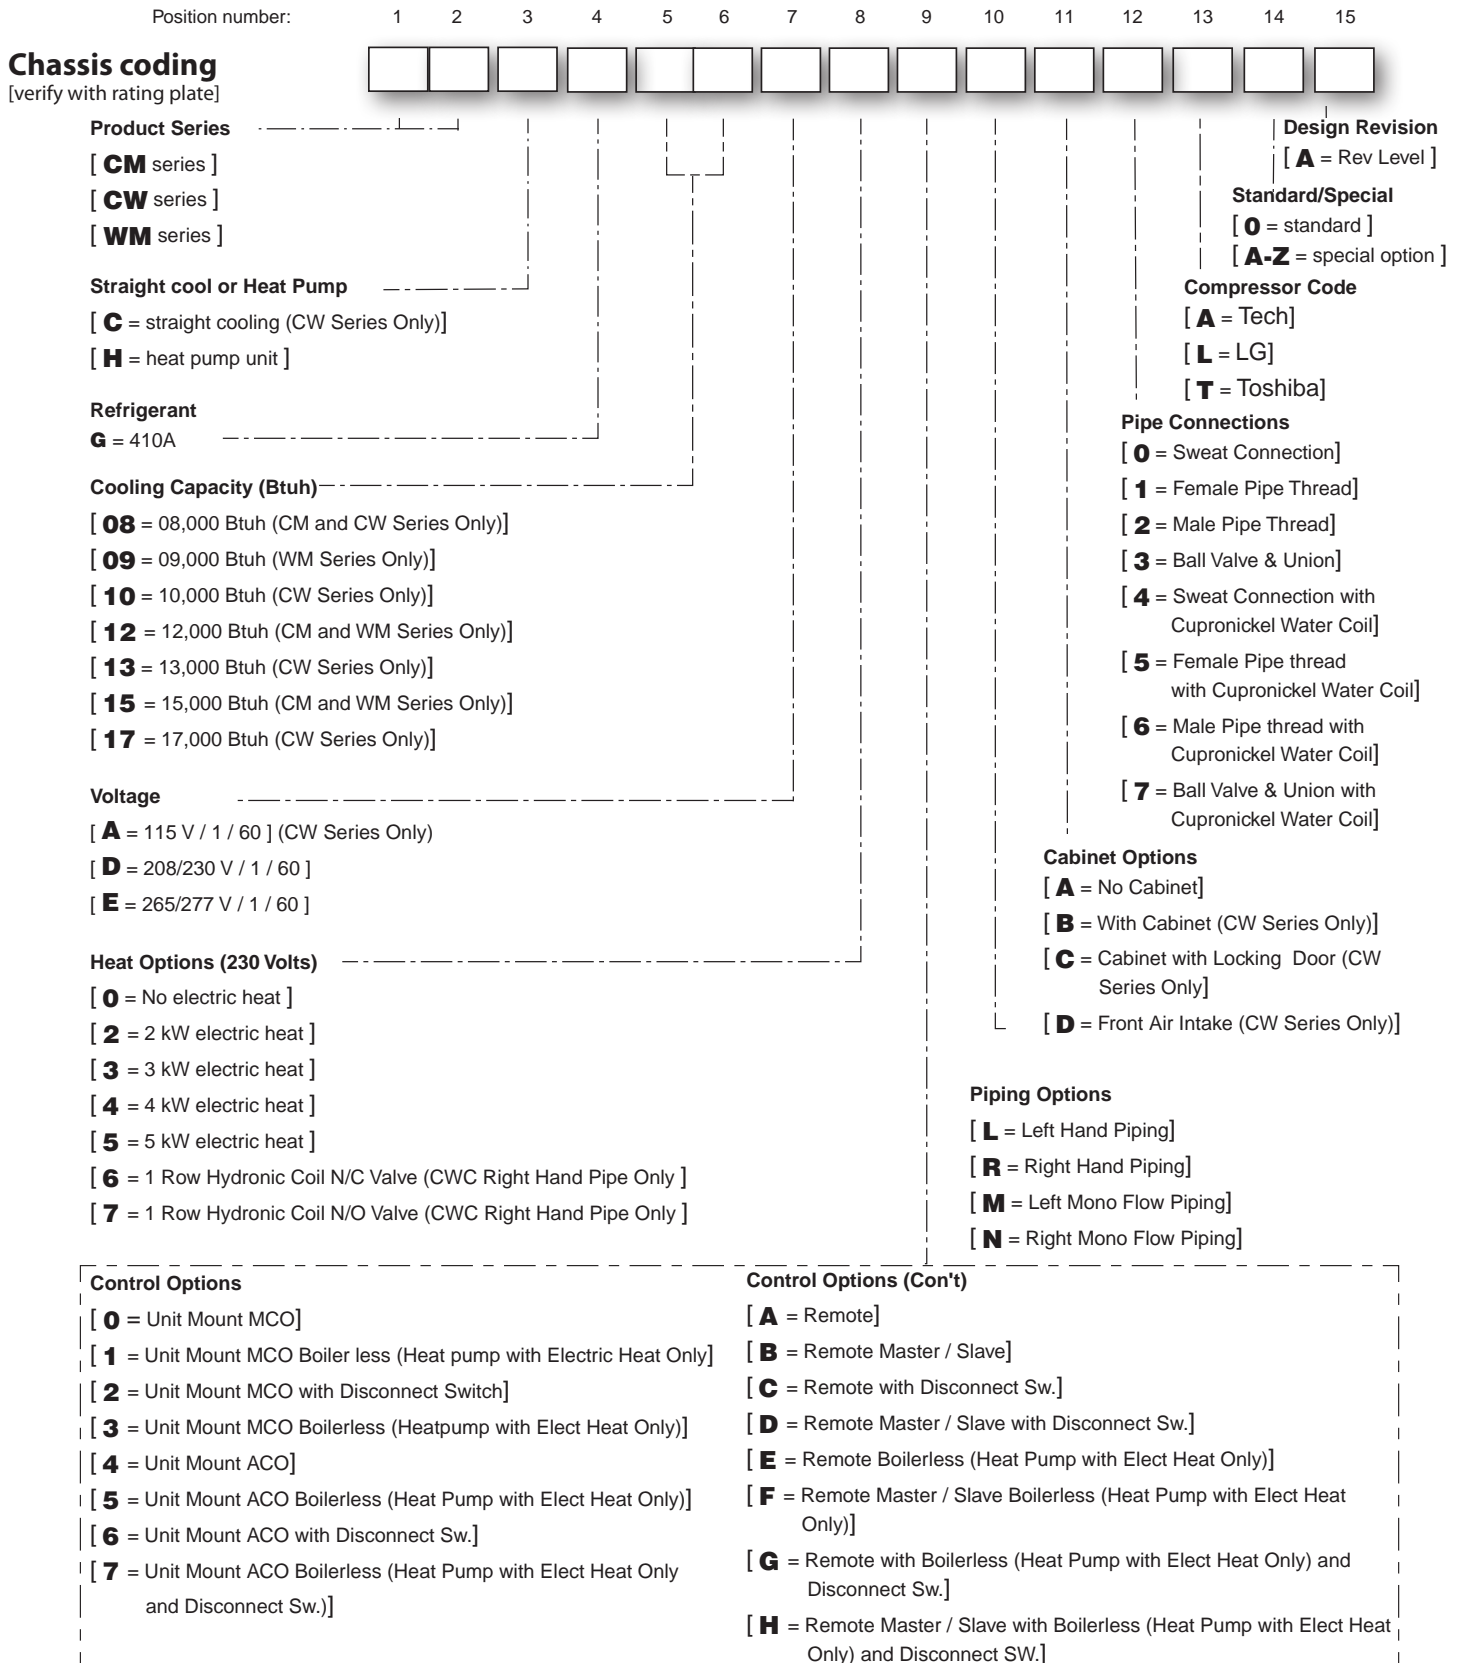 Position number: 1 2 3 4 5 6 7 8 9 10 11 12 13 14 15
Chassis coding
[verify with rating plate]
Product Series
[ CM series ]
[ CW series ]
[ WM series ]
Straight cool or Heat Pump
[ C = straight cooling (CW Series Only)]
[ H = heat pump unit ]
Refrigerant
G = 410A
Cooling Capacity (Btuh)
[ 08 = 08,000 Btuh (CM and CW Series Only)]
[ 09 = 09,000 Btuh (WM Series Only)]
[ 10 = 10,000 Btuh (CW Series Only)]
[ 12 = 12,000 Btuh (CM and WM Series Only)]
[ 13 = 13,000 Btuh (CW Series Only)]
[ 15 = 15,000 Btuh (CM and WM Series Only)]
[ 17 = 17,000 Btuh (CW Series Only)]
Voltage
[ A = 115 V / 1 / 60 ] (CW Series Only)
[ D = 208/230 V / 1 / 60 ]
[ E = 265/277 V / 1 / 60 ]
Heat Options (230 Volts)
[ 0 = No electric heat ]
[ 2 = 2 kW electric heat ]
[ 3 = 3 kW electric heat ]
[ 4 = 4 kW electric heat ]
[ 5 = 5 kW electric heat ]
[ 6 = 1 Row Hydronic Coil N/C Valve (CWC Right Hand Pipe Only ]
[ 7 = 1 Row Hydronic Coil N/O Valve (CWC Right Hand Pipe Only ]
Design Revision
[ A = Rev Level ]
Standard/Special
[ 0 = standard ]
[ A-Z = special option ]
Compressor Code
[ A = Tech]
[ L = LG]
[ T = Toshiba]
Pipe Connections
[ 0 = Sweat Connection]
[ 1 = Female Pipe Thread]
[ 2 = Male Pipe Thread]
[ 3 = Ball Valve & Union]
[ 4 = Sweat Connection with
Cupronickel Water Coil]
[ 5 = Female Pipe thread
with Cupronickel Water Coil]
[ 6 = Male Pipe thread with
Cupronickel Water Coil]
[ 7 = Ball Valve & Union with
Cupronickel Water Coil]
Cabinet Options
[ A = No Cabinet]
[ B = With Cabinet (CW Series Only)]
[ C = Cabinet with Locking Door (CW
Series Only]
[ D = Front Air Intake (CW Series Only)]
Piping Options
[ L = Left Hand Piping]
[ R = Right Hand Piping]
[ M = Left Mono Flow Piping]
[ N = Right Mono Flow Piping]
Control Options
[ 0 = Unit Mount MCO]
[ 1 = Unit Mount MCO Boiler less (Heat pump with Electric Heat Only]
[ 2 = Unit Mount MCO with Disconnect Switch]
[ 3 = Unit Mount MCO Boilerless (Heatpump with Elect Heat Only)]
[ 4 = Unit Mount ACO]
[ 5 = Unit Mount ACO Boilerless (Heat Pump with Elect Heat Only)]
[ 6 = Unit Mount ACO with Disconnect Sw.]
[ 7 = Unit Mount ACO Boilerless (Heat Pump with Elect Heat Only
and Disconnect Sw.)]
Control Options (Con't)
[ A = Remote]
[ B = Remote Master / Slave]
[ C = Remote with Disconnect Sw.]
[ D = Remote Master / Slave with Disconnect Sw.]
[ E = Remote Boilerless (Heat Pump with Elect Heat Only)]
[ F = Remote Master / Slave Boilerless (Heat Pump with Elect Heat
Only)]
[ G = Remote with Boilerless (Heat Pump with Elect Heat Only) and
Disconnect Sw.]
[ H = Remote Master / Slave with Boilerless (Heat Pump with Elect Heat
Only) and Disconnect SW.]